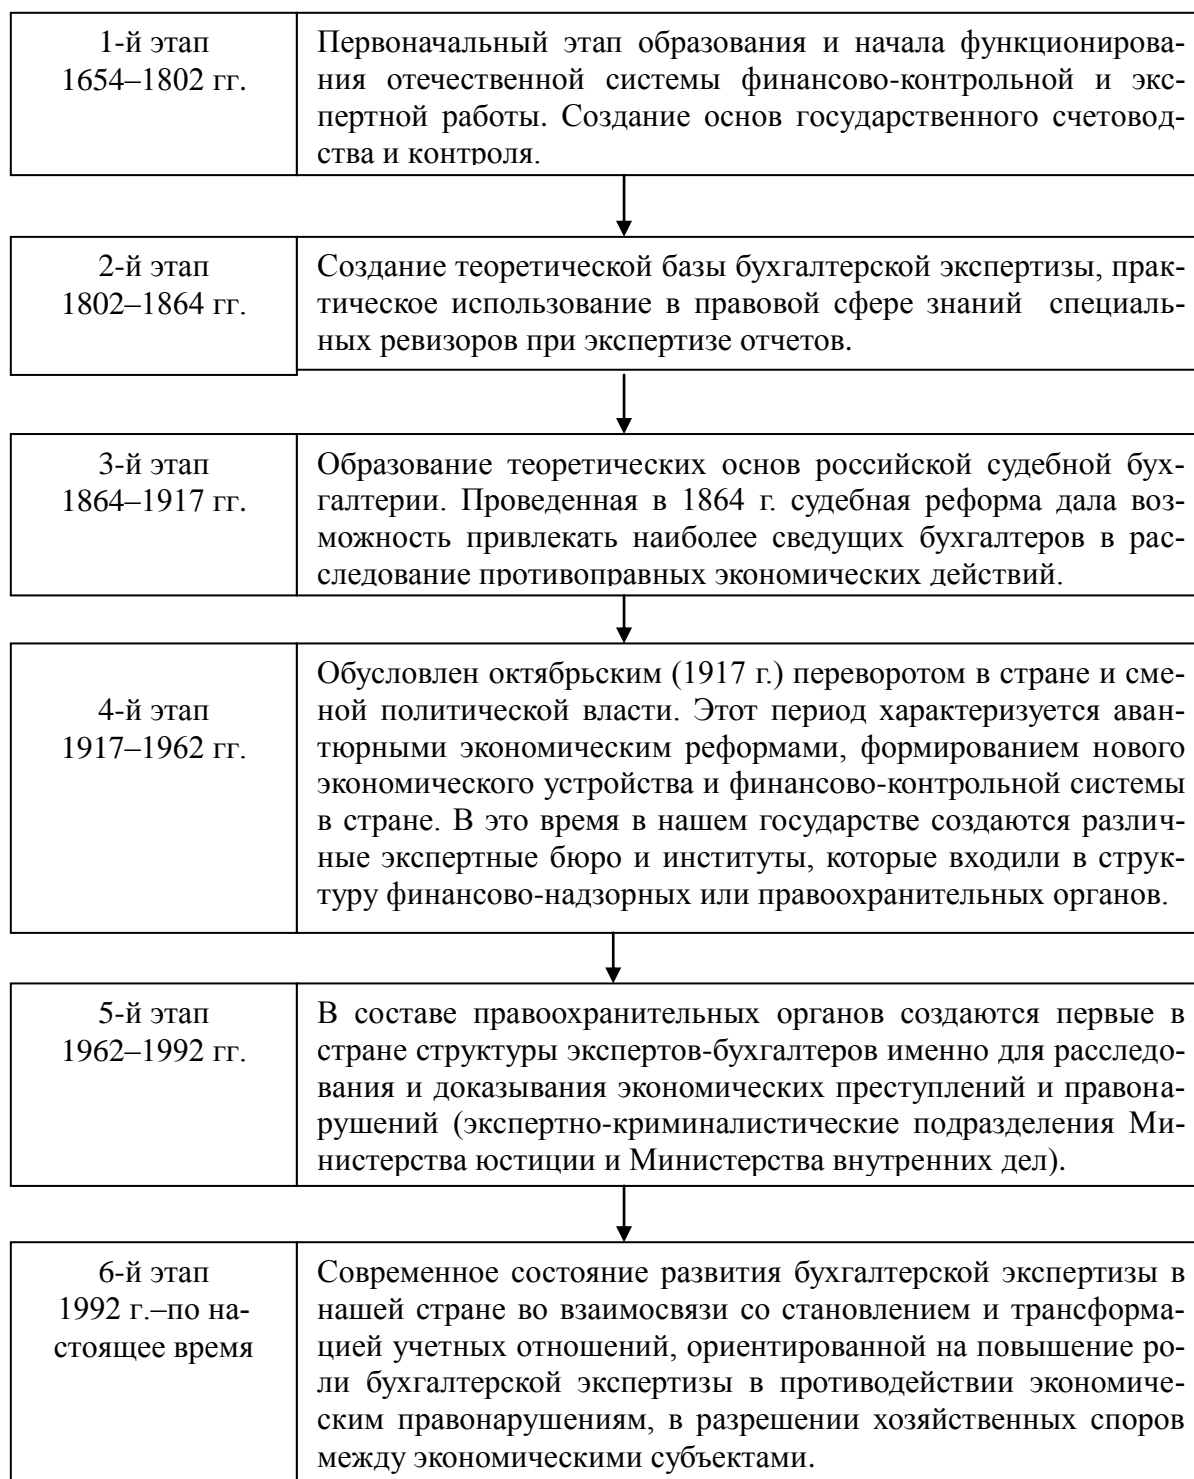 1-й этап
1654–1802 гг.
Первоначальный этап образования и начала функционирова-
ния отечественной системы финансово-контрольной и экс-
пертной работы. Создание основ государственного счетовод-
ства и контроля.
2-й этап
1802–1864 гг.
Создание теоретической базы бухгалтерской экспертизы, прак-
тическое использование в правовой сфере знаний специаль-
ных ревизоров при экспертизе отчетов.
3-й этап
1864–1917 гг.
Образование теоретических основ российской судебной бух-
галтерии. Проведенная в 1864 г. судебная реформа дала воз-
можность привлекать наиболее сведущих бухгалтеров в рас-
следование противоправных экономических действий.
4-й этап
1917–1962 гг.
Обусловлен октябрьским (1917 г.) переворотом в стране и сме-
ной политической власти. Этот период характеризуется аван-
тюрными экономическим реформами, формированием нового
экономического устройства и финансово-контрольной системы
в стране. В это время в нашем государстве создаются различ-
ные экспертные бюро и институты, которые входили в струк-
туру финансово-надзорных или правоохранительных органов.
5-й этап
1962–1992 гг.
В составе правоохранительных органов создаются первые в
стране структуры экспертов-бухгалтеров именно для расследо-
вания и доказывания экономических преступлений и правона-
рушений (экспертно-криминалистические подразделения Ми-
нистерства юстиции и Министерства внутренних дел).
6-й этап
1992 г.–по на-
стоящее время
Современное состояние развития бухгалтерской экспертизы в
нашей стране во взаимосвязи со становлением и трансформа-
цией учетных отношений, ориентированной на повышение ро-
ли бухгалтерской экспертизы в противодействии экономиче-
ским правонарушениям, в разрешении хозяйственных споров
между экономическими субъектами.